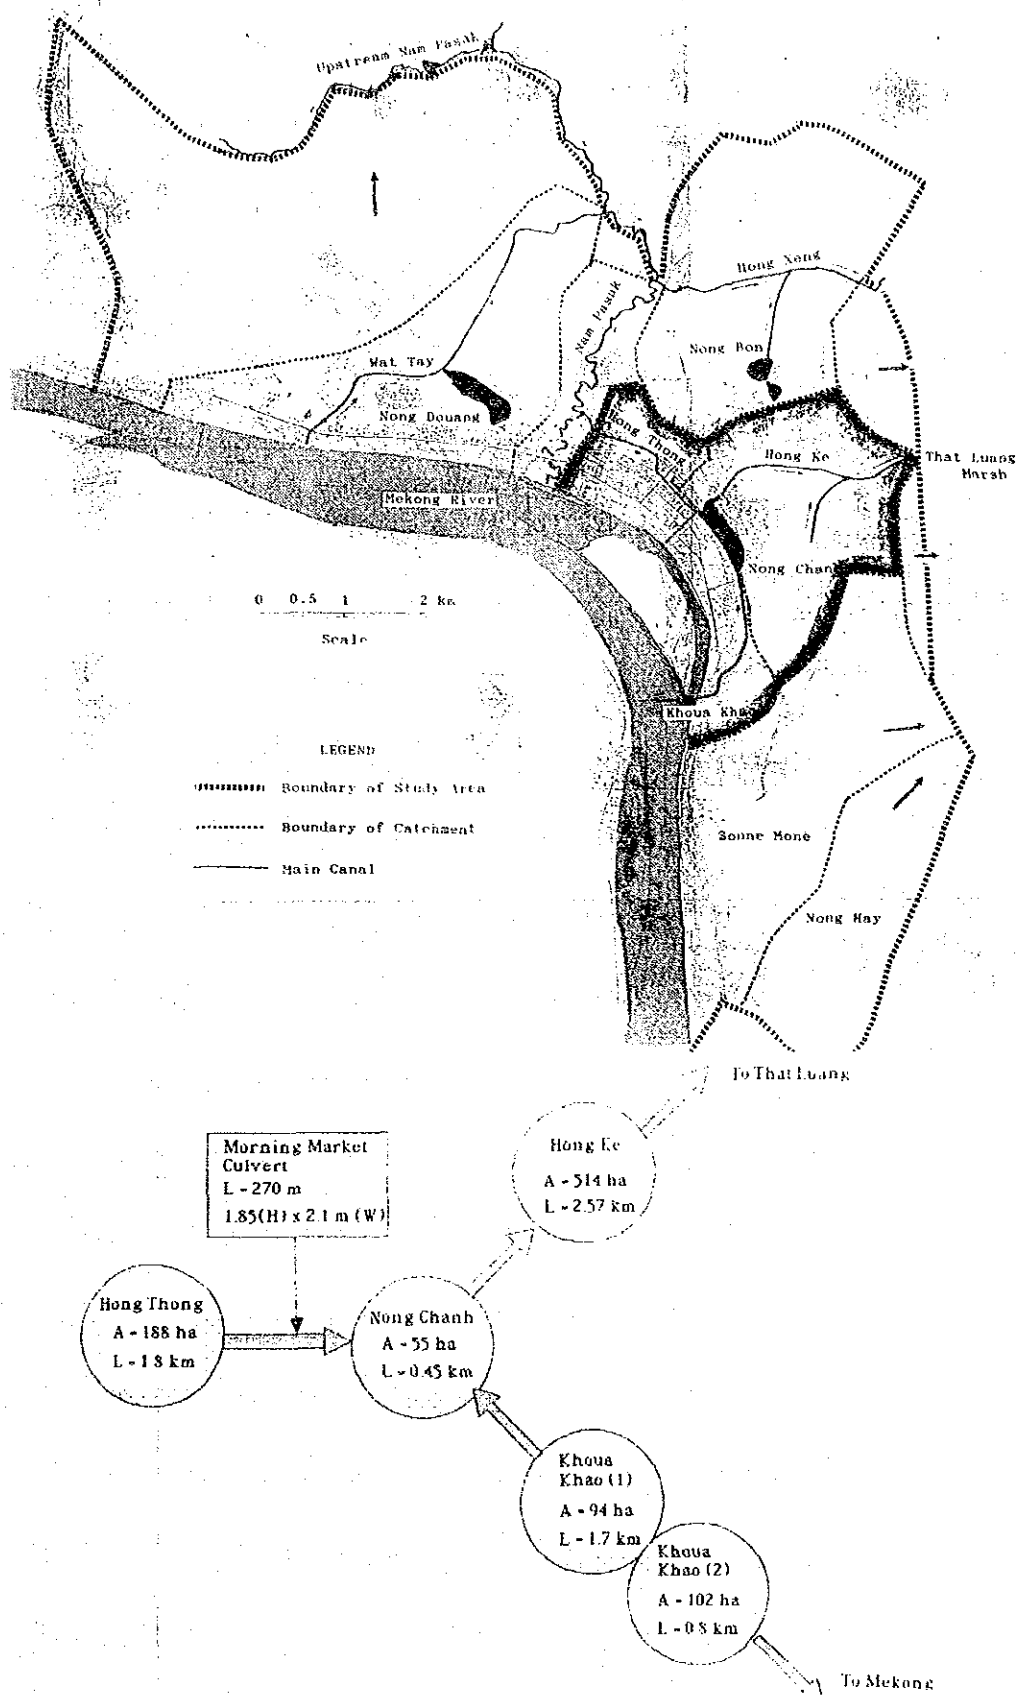 Upstream Nam Pasak
Hong Xeng
Nam Pasak
Nong Bon
Wat Tay
Nong Douang
Hong Thong
Hong Ke
That Luang
Marsh
Mekong River
Nong Chan
0 0.5 1 2 km
Scale
Khoua Kha
LEGEND
Boundary of Study Area
Boundary of Catchment
Main Canal
Sonne Mone
Nong Hay
To That Luang
Morning Market
Culvert
L - 270 m
1.85(H) x 2.1 m (W)
Hong Ke
A - 514 ha
L - 2.57 km
Hong Thong
A - 188 ha
L - 1.8 km
Nong Chanh
A - 55 ha
L - 0.45 km
Khoua
Khao (1)
A - 94 ha
L - 1.7 km
Khoua
Khao (2)
A - 102 ha
L - 0.8 km
To Mekong